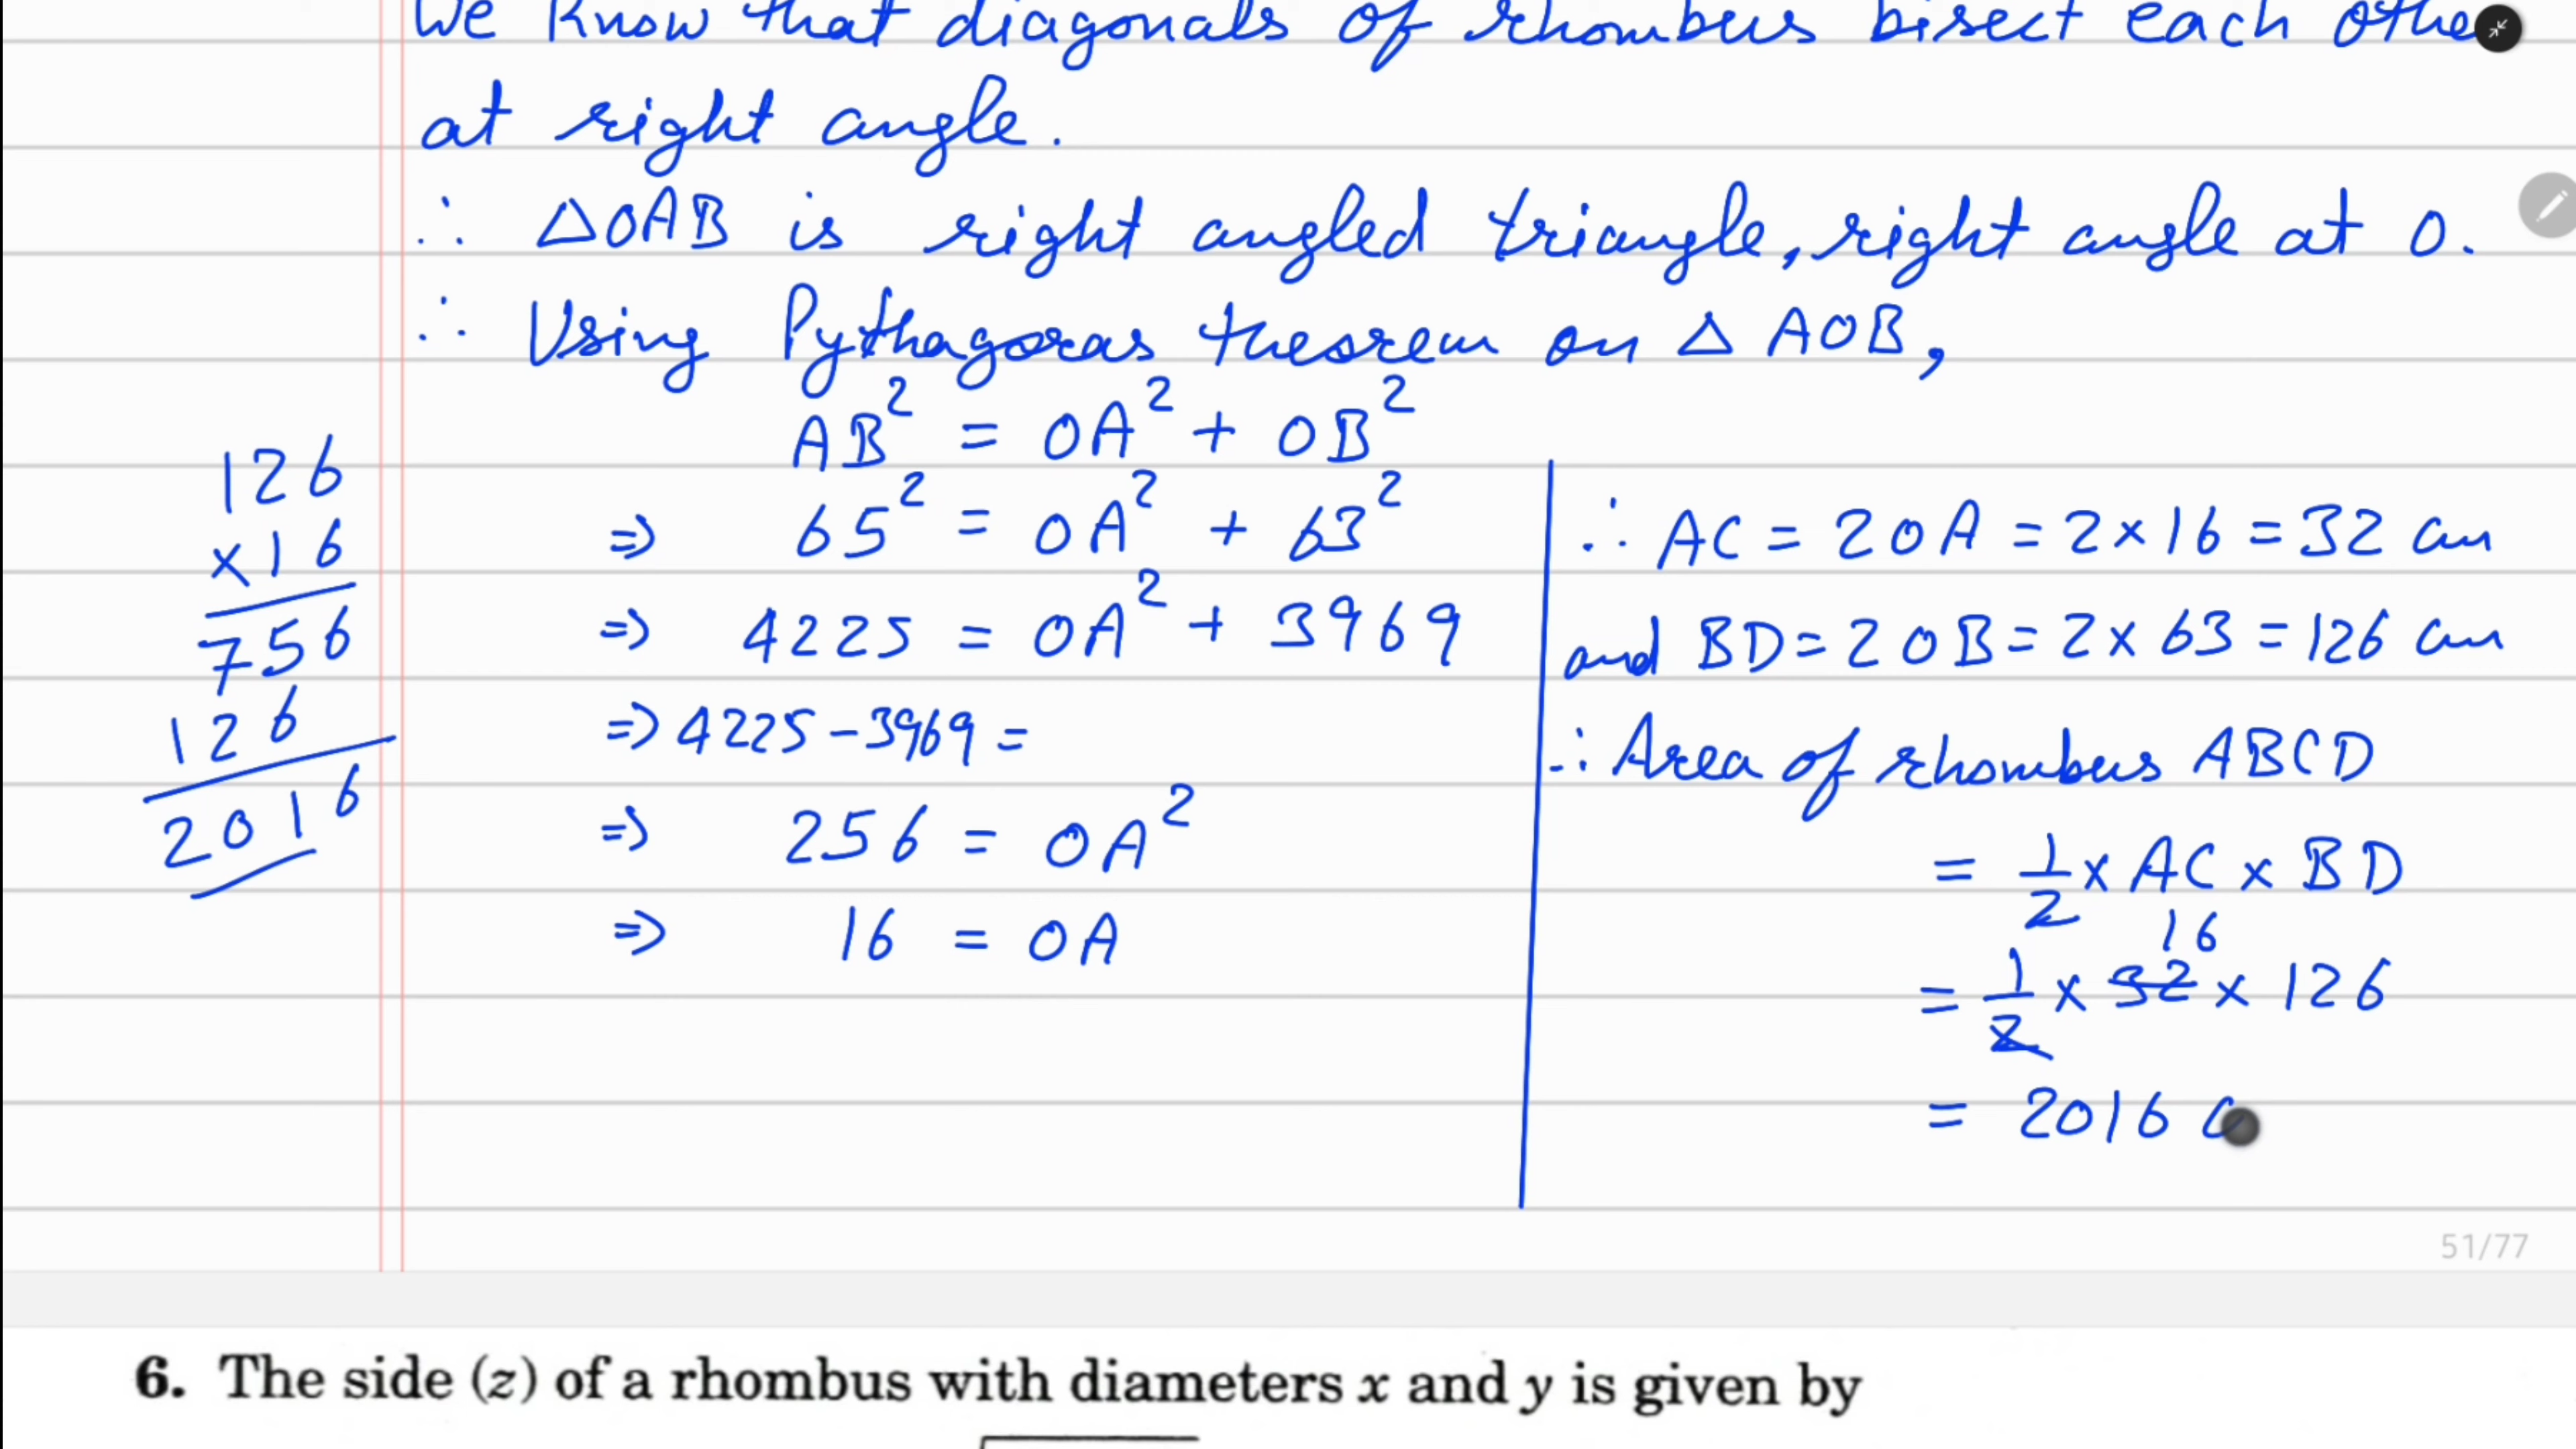 We know that diagonals of rhombus bisect each othe
at right angle.
∴ △OAB is right angled triangle, right angle at O.
∴ Using Pythagoras theorem on △ AOB,
AB² = OA² + OB²
⇒ 65² = OA² + 63²
⇒ 4225 = OA² + 3969
⇒ 4225 - 3969 =
⇒ 256 = OA²
⇒ 16 = OA
126
×16
756
126
2016
∴ AC = 2OA = 2×16 = 32 cm
and BD = 2OB = 2×63 = 126 cm
∴ Area of rhombus ABCD
= 1/2 × AC × BD
16
= 1/2 × 32 × 126
= 2016 c
51/77
6. The side (z) of a rhombus with diameters x and y is given by